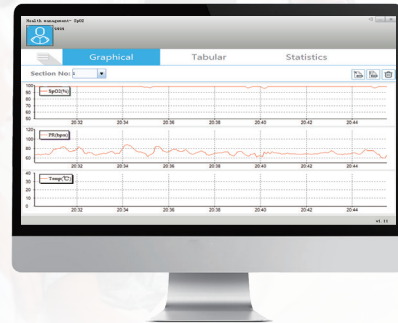 Health management- SpO2
Graphical Tabular Statistics
Section No:
100
90
80
70
60
50
SpO2(%)
20:32 20:34 20:36 20:38 20:40 20:42 20:44
120
100
80
60
PR(bpm)
20:32 20:34 20:36 20:38 20:40 20:42 20:44
40
30
20
10
0
Temp(℃)
20:32 20:34 20:36 20:38 20:40 20:42 20:44
v1.11